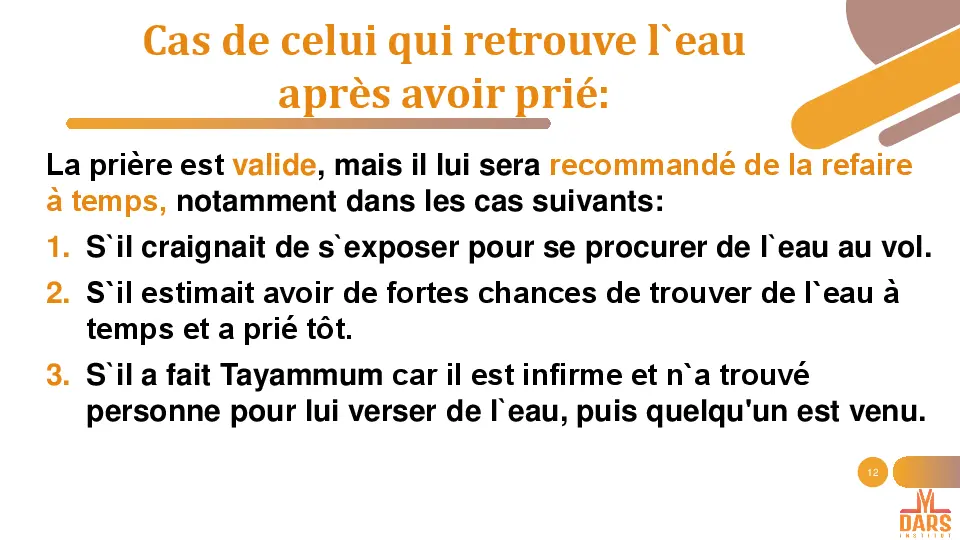 Cas de celui qui retrouve l`eau
après avoir prié:
La prière est valide, mais il lui sera recommandé de la refaire
à temps, notamment dans les cas suivants:
1. S`il craignait de s`exposer pour se procurer de l`eau au vol.
2. S`il estimait avoir de fortes chances de trouver de l`eau à
temps et a prié tôt.
3. S`il a fait Tayammum car il est infirme et n`a trouvé
personne pour lui verser de l`eau, puis quelqu'un est venu.
12
DARS
INSTITUT